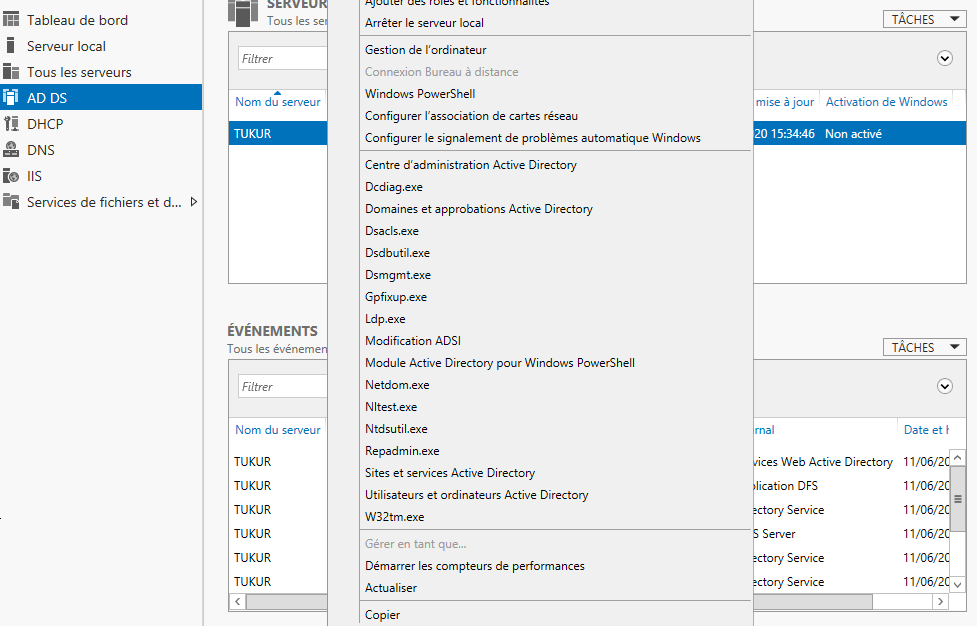 Tableau de bord
Serveur local
Tous les serveurs
AD DS
DHCP
DNS
IIS
Services de fichiers et d...
SERVEUR
Tous les ser
TÂCHES
Filtrer
Nom du serveur
mise à jour
Activation de Windows
TUKUR
20 15:34:46
Non activé
Ajouter des rôles et fonctionnalités
Arrêter le serveur local
Gestion de l'ordinateur
Connexion Bureau à distance
Windows PowerShell
Configurer l'association de cartes réseau
Configurer le signalement de problèmes automatique Windows
Centre d'administration Active Directory
Dcdiag.exe
Domaines et approbations Active Directory
Dsacls.exe
Dsdbutil.exe
Dsmgmt.exe
Gpfixup.exe
Ldp.exe
Modification ADSI
Module Active Directory pour Windows PowerShell
Netdom.exe
Nltest.exe
Ntdsutil.exe
Repadmin.exe
Sites et services Active Directory
Utilisateurs et ordinateurs Active Directory
W32tm.exe
Gérer en tant que...
Démarrer les compteurs de performances
Actualiser
Copier
ÉVÉNEMENTS
Tous les événemen
TÂCHES
Filtrer
Nom du serveur
rnal
Date et h
TUKUR
vices Web Active Directory
11/06/20
TUKUR
plication DFS
11/06/20
TUKUR
ectory Service
11/06/20
TUKUR
S Server
11/06/20
TUKUR
ectory Service
11/06/20
TUKUR
ectory Service
11/06/20